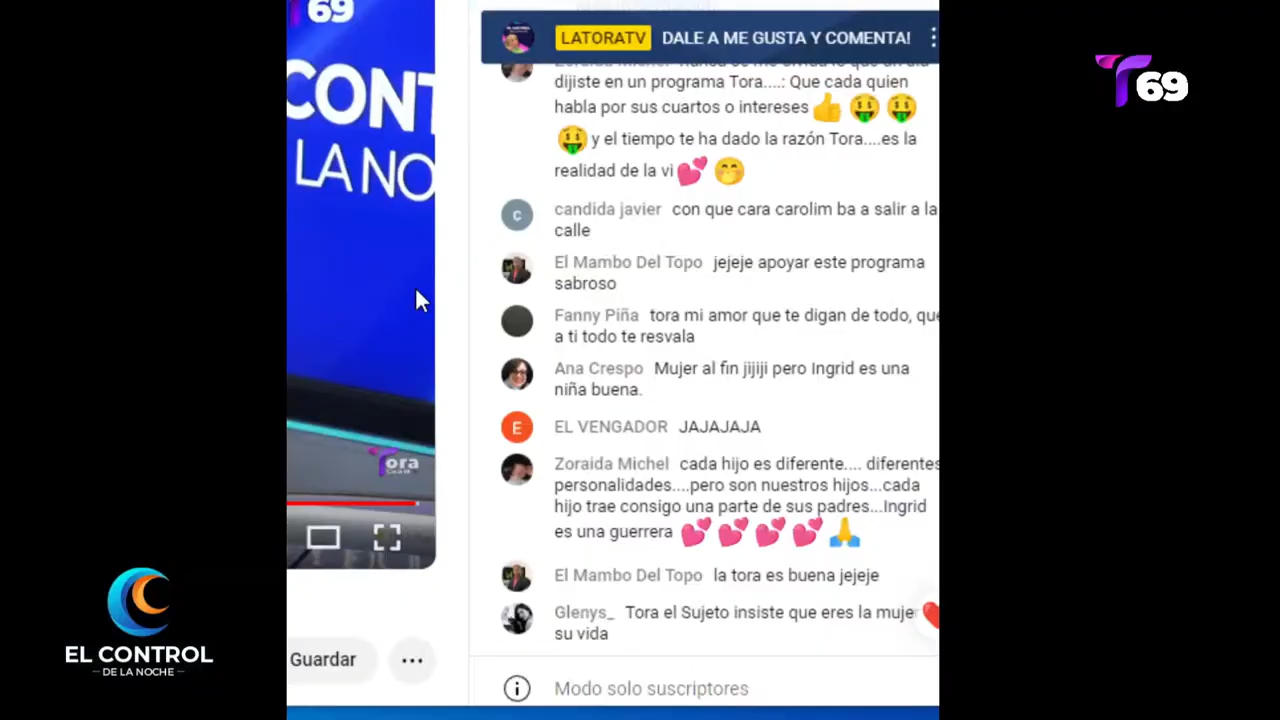 69
CONT
LA NO
ora
Guardar
LATORATV DALE A ME GUSTA Y COMENTA!
dijiste en un programa Tora....: Que cada quien
habla por sus cuartos o intereses
y el tiempo te ha dado la razón Tora....es la
realidad de la vi
C candida javier con que cara carolim ba a salir a la
calle
El Mambo Del Topo jejeje apoyar este programa
sabroso
Fanny Piña tora mi amor que te digan de todo, que
a ti todo te resvala
Ana Crespo Mujer al fin jijiji pero Ingrid es una
niña buena.
E EL VENGADOR JAJAJAJA
Zoraida Michel cada hijo es diferente.... diferentes
personalidades....pero son nuestros hijos...cada
hijo trae consigo una parte de sus padres...Ingrid
es una guerrera
El Mambo Del Topo la tora es buena jejeje
Glenys_ Tora el Sujeto insiste que eres la mujer
su vida
Modo solo suscriptores
T 69
EL CONTROL
DE LA NOCHE